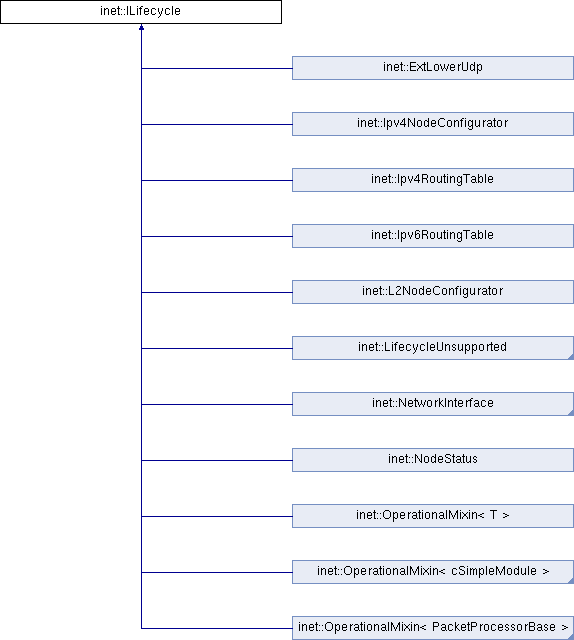 inet::ILifecycle
inet::ExtLowerUdp
inet::Ipv4NodeConfigurator
inet::Ipv4RoutingTable
inet::Ipv6RoutingTable
inet::L2NodeConfigurator
inet::LifecycleUnsupported
inet::NetworkInterface
inet::NodeStatus
inet::OperationalMixin< T >
inet::OperationalMixin< cSimpleModule >
inet::OperationalMixin< PacketProcessorBase >